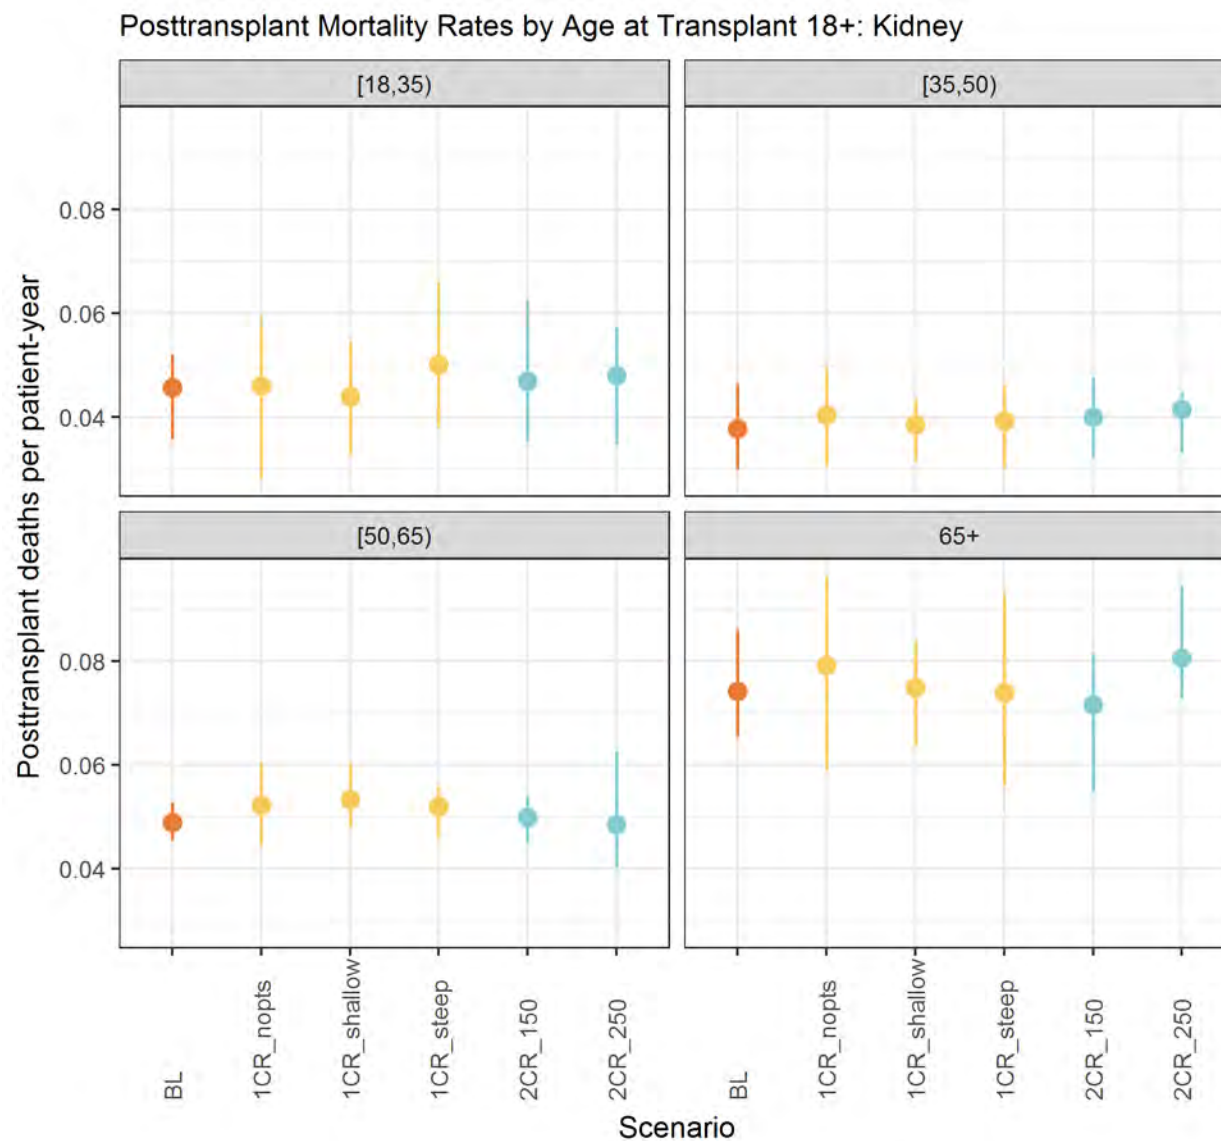 Posttransplant Mortality Rates by Age at Transplant 18+: Kidney
[18,35)
[35,50)
0.08
0.06
0.04
[50,65)
65+
0.08
0.06
0.04
Posttransplant deaths per patient-year
BL
1CR_nopts
1CR_shallow
1CR_steep
2CR_150
2CR_250
BL
1CR_nopts
1CR_shallow
1CR_steep
2CR_150
2CR_250
Scenario